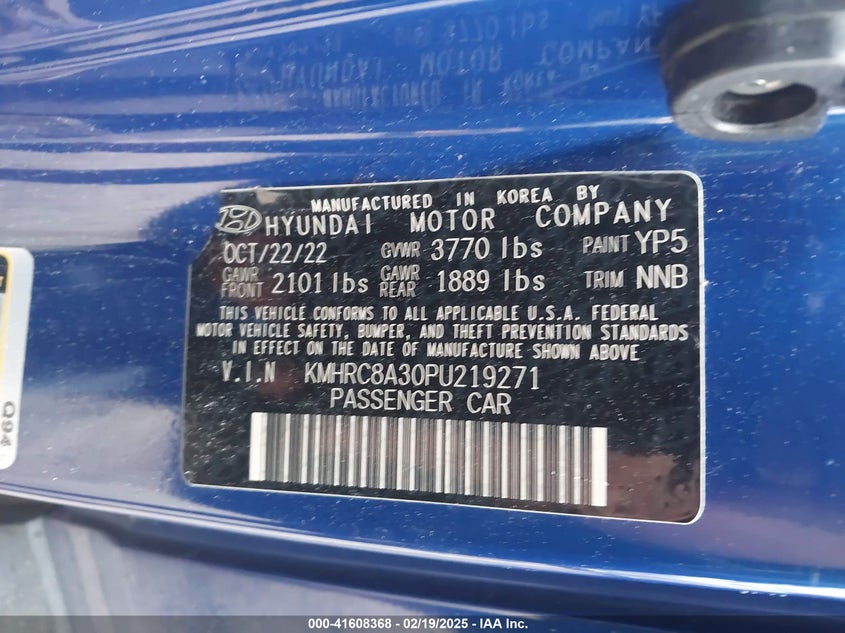 MANUFACTURED IN KOREA BY
HYUNDAI MOTOR COMPANY
OCT/22/22 GVWR 3770 lbs PAINT YP5
GAWR FRONT 2101 lbs GAWR REAR 1889 lbs TRIM NNB
THIS VEHICLE CONFORMS TO ALL APPLICABLE U.S.A. FEDERAL
MOTOR VEHICLE SAFETY, BUMPER, AND THEFT PREVENTION STANDARDS
IN EFFECT ON THE DATE OF MANUFACTURE SHOWN ABOVE
V.I.N KMHRC8A30PU219271
PASSENGER CAR
Q94
000-41608368 - 02/19/2025 - IAA Inc.